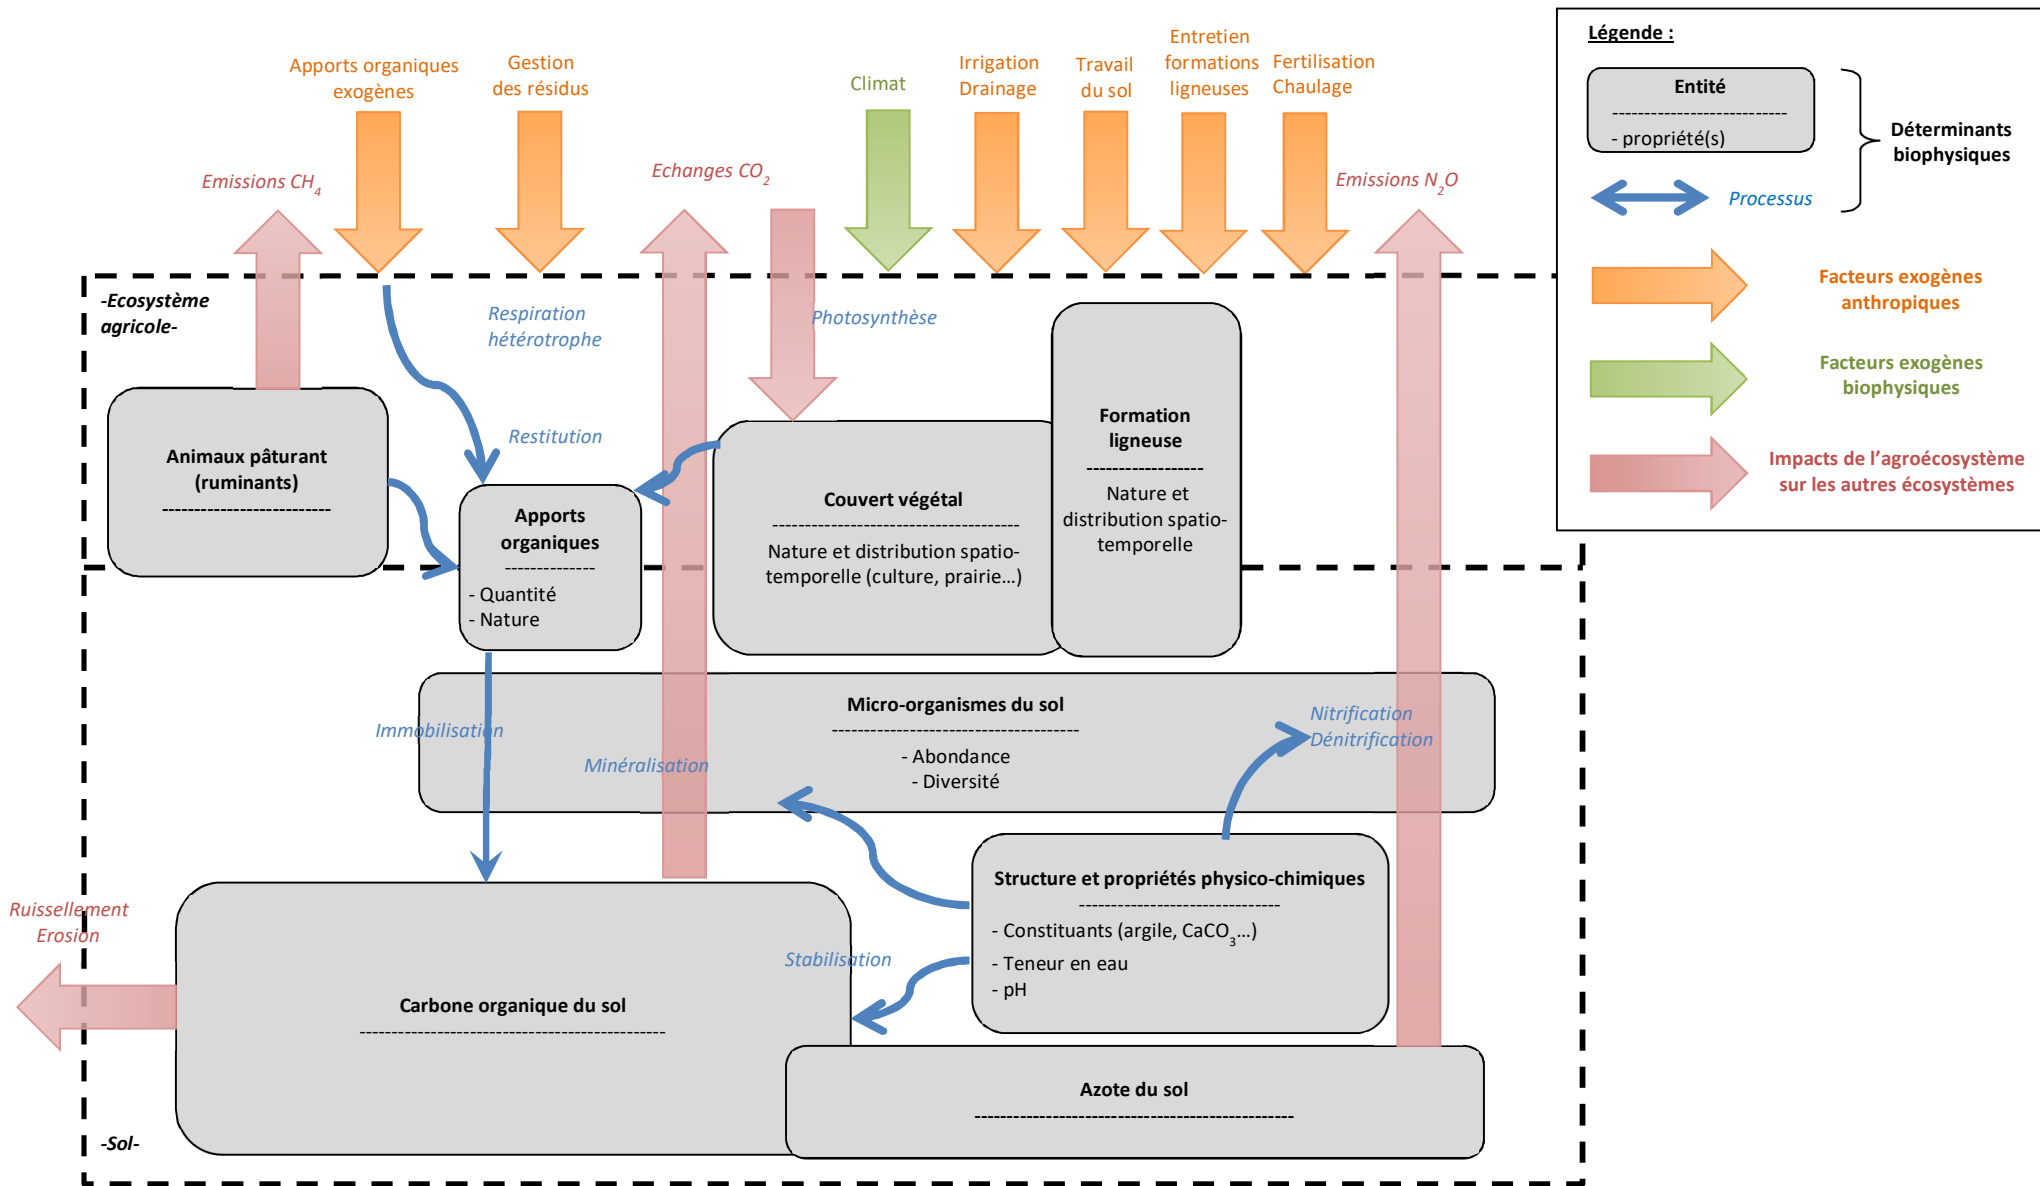 Apports organiques
exogènes
Gestion
des résidus
Climat
Irrigation
Drainage
Travail
du sol
Entretien
formations
ligneuses
Fertilisation
Chaulage
Emissions CH4
Echanges CO2
Emissions N2O
-Ecosystème
agricole-
Respiration
hétérotrophe
Photosynthèse
Restitution
Animaux pâturant
(ruminants)
Apports
organiques
- Quantité
- Nature
Couvert végétal
Nature et distribution spatio-
temporelle (culture, prairie…)
Formation
ligneuse
Nature et
distribution spatio-
temporelle
Micro-organismes du sol
- Abondance
- Diversité
Immobilisation
Minéralisation
Nitrification
Dénitrification
Structure et propriétés physico-chimiques
- Constituants (argile, CaCO3…)
- Teneur en eau
- pH
Stabilisation
Ruissellement
Erosion
Carbone organique du sol
Azote du sol
-Sol-
Légende :
Entité
- propriété(s)
Déterminants
biophysiques
Processus
Facteurs exogènes
anthropiques
Facteurs exogènes
biophysiques
Impacts de l’agroécosystème
sur les autres écosystèmes